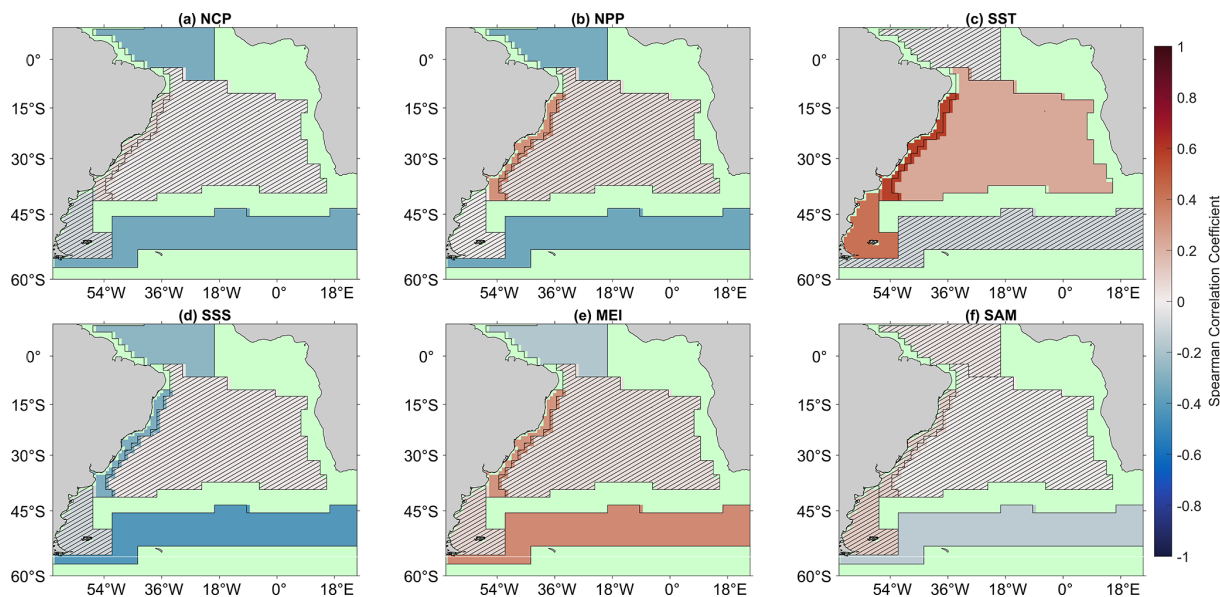 (a) NCP
(b) NPP
(c) SST
0°
15°S
30°S
45°S
60°S
54°W 36°W 18°W 0° 18°E
0°
15°S
30°S
45°S
60°S
54°W 36°W 18°W 0° 18°E
0°
15°S
30°S
45°S
60°S
54°W 36°W 18°W 0° 18°E
(d) SSS
(e) MEI
(f) SAM
0°
15°S
30°S
45°S
60°S
54°W 36°W 18°W 0° 18°E
0°
15°S
30°S
45°S
60°S
54°W 36°W 18°W 0° 18°E
0°
15°S
30°S
45°S
60°S
54°W 36°W 18°W 0° 18°E
1
0.8
0.6
0.4
0.2
0
-0.2
-0.4
-0.6
-0.8
-1
Spearman Correlation Coefficient